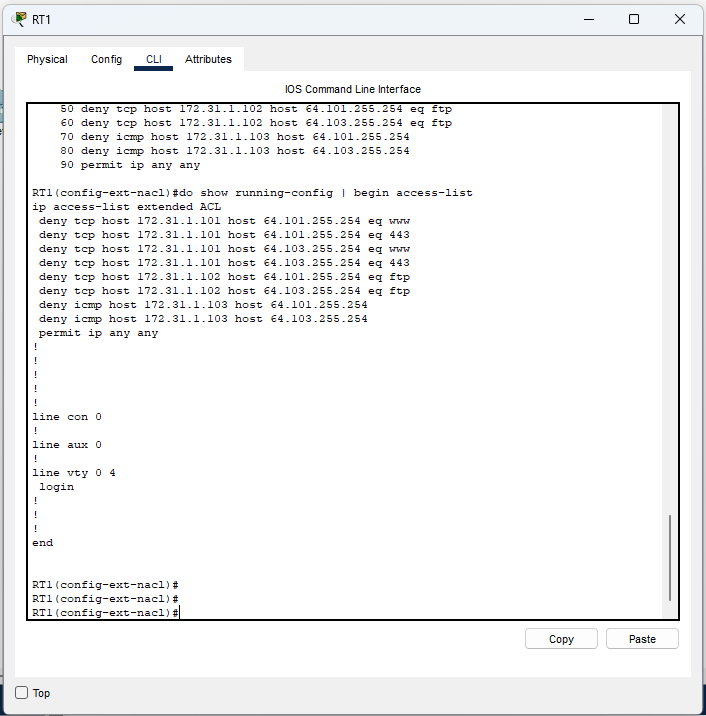 RT1
Physical Config CLI Attributes
IOS Command Line Interface
50 deny tcp host 172.31.1.102 host 64.101.255.254 eq ftp
60 deny tcp host 172.31.1.102 host 64.103.255.254 eq ftp
70 deny icmp host 172.31.1.103 host 64.101.255.254
80 deny icmp host 172.31.1.103 host 64.103.255.254
90 permit ip any any
RT1(config-ext-nacl)#do show running-config | begin access-list
ip access-list extended ACL
deny tcp host 172.31.1.101 host 64.101.255.254 eq www
deny tcp host 172.31.1.101 host 64.101.255.254 eq 443
deny tcp host 172.31.1.101 host 64.103.255.254 eq www
deny tcp host 172.31.1.101 host 64.103.255.254 eq 443
deny tcp host 172.31.1.102 host 64.101.255.254 eq ftp
deny tcp host 172.31.1.102 host 64.103.255.254 eq ftp
deny icmp host 172.31.1.103 host 64.101.255.254
deny icmp host 172.31.1.103 host 64.103.255.254
permit ip any any
!
!
!
!
!
line con 0
!
line aux 0
!
line vty 0 4
login
!
!
!
end
RT1(config-ext-nacl)#
RT1(config-ext-nacl)#
RT1(config-ext-nacl)#
Copy Paste
Top